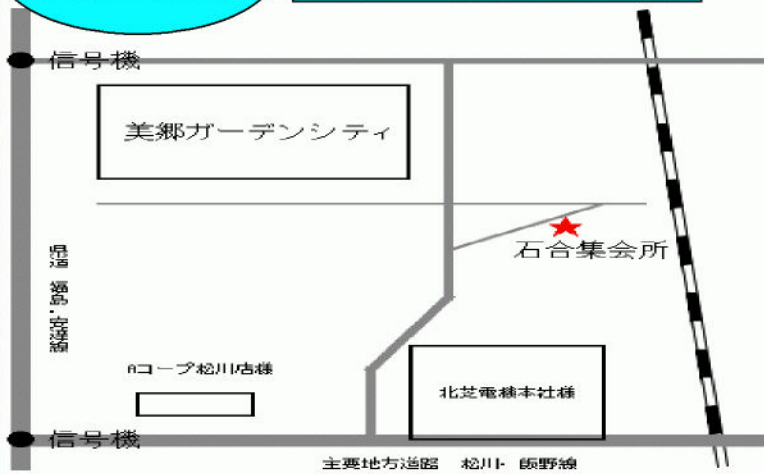 信号機
美郷ガーデンシティ
石合集会所
県道 福島・安達線
Aコープ松川店様
北芝電機本社様
信号機
主要地方道路 松川・飯野線